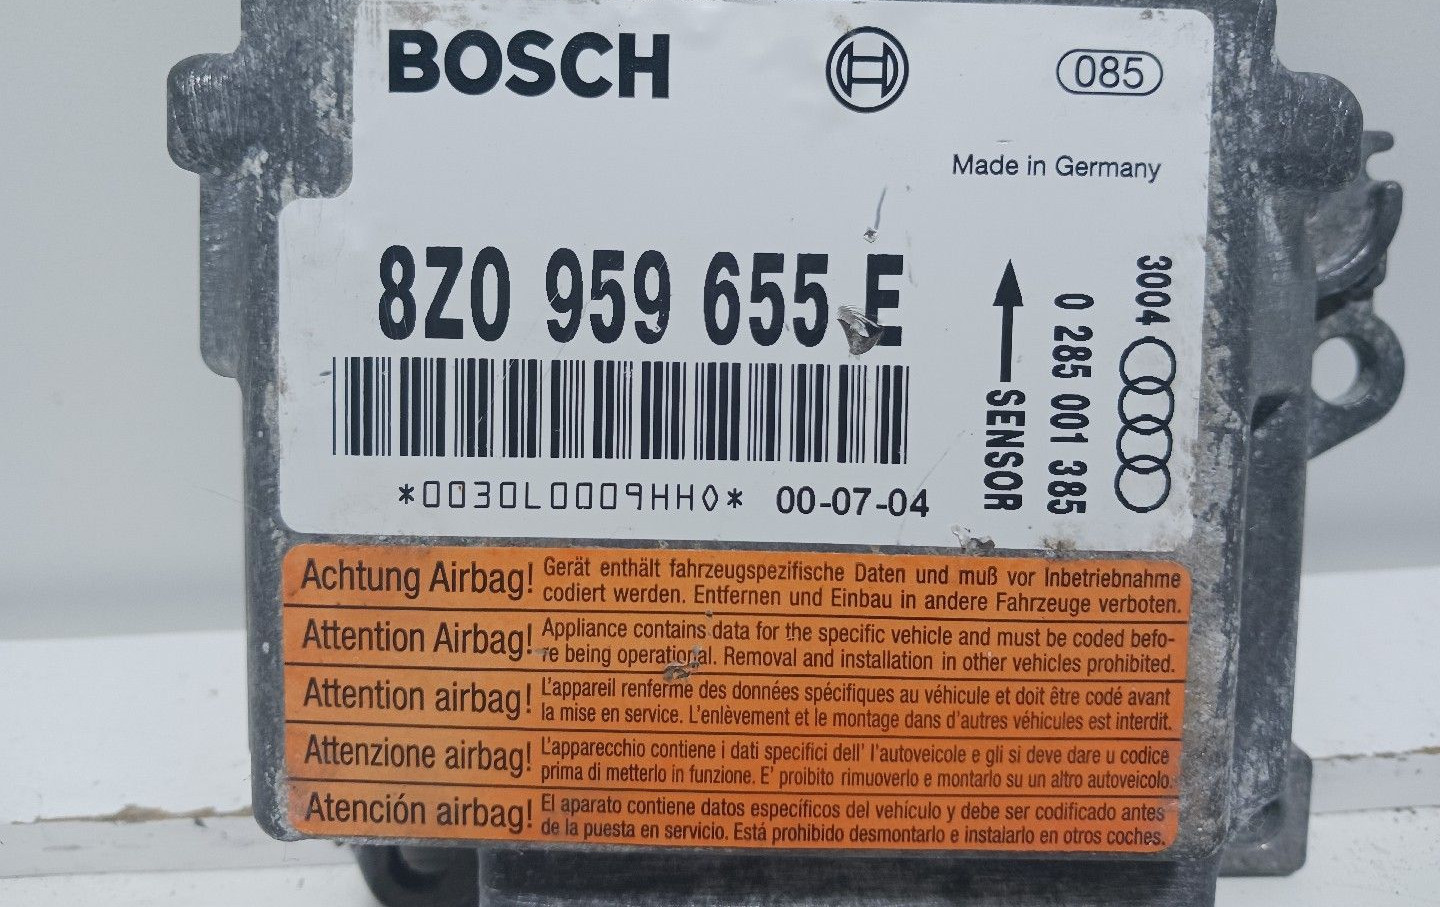 BOSCH
085
Made in Germany
8Z0 959 655 E
SENSOR
0 285 001 385
3004
*0030L0009HH0* 00-07-04
Achtung Airbag! Gerät enthält fahrzeugspezifische Daten und muß vor Inbetriebnahme
codiert werden. Entfernen und Einbau in andere Fahrzeuge verboten.
Attention Airbag! Appliance contains data for the specific vehicle and must be coded befo-
re being operational. Removal and installation in other vehicles prohibited.
Attention airbag! L'appareil renferme des données spécifiques au véhicule et doit être codé avant
la mise en service. L'enlèvement et le montage dans d'autres véhicules est interdit.
Attenzione airbag! L'apparecchio contiene i dati specifici dell' l'autoveicole e gli si deve dare u codice
prima di metterlo in funzione. E' proibito rimuoverlo e montarlo su un altro autoveicolo.
Atención airbag! El aparato contiene datos específicos del vehículo y debe ser codificado antes
de la puesta en servicio. Está prohibido desmontarlo e instalarlo en otros coches.